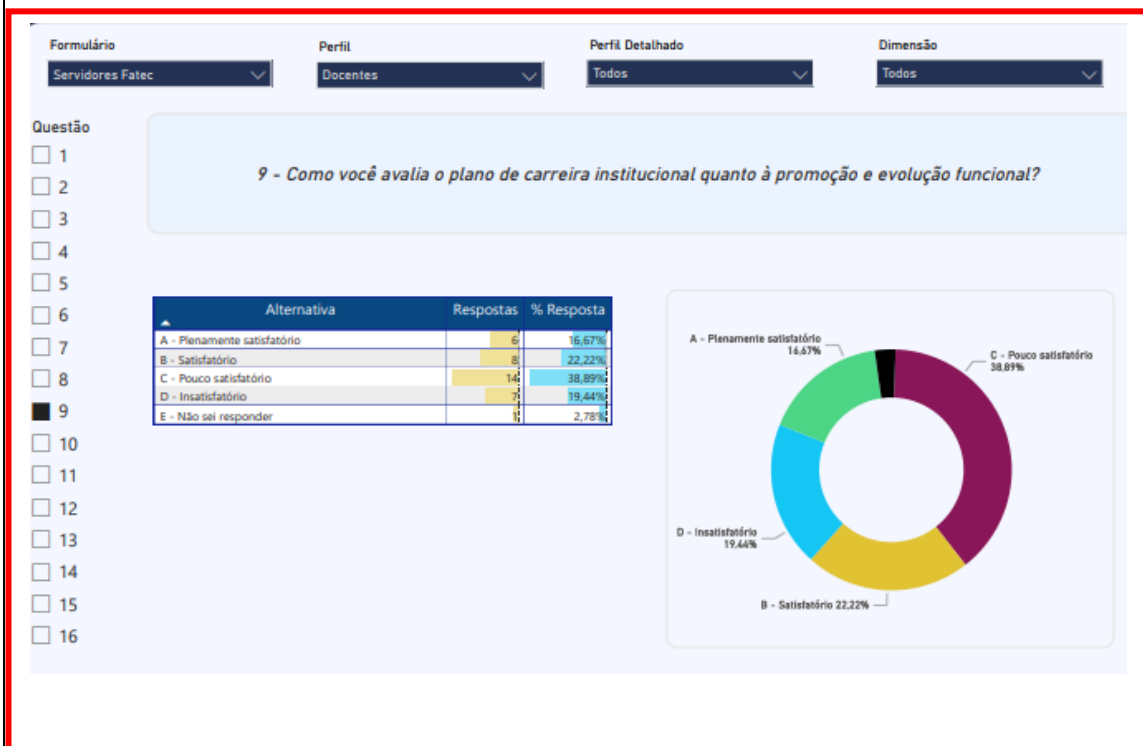 Formulário
Perfil
Perfil Detalhado
Dimensão
Servidores Fatec
Docentes
Todos
Todos
Questão
1
2
3
4
5
6
7
8
9
10
11
12
13
14
15
16
9 - Como você avalia o plano de carreira institucional quanto à promoção e evolução funcional?
Alternativa Respostas % Resposta
A - Plenamente satisfatório 6 16,67%
B - Satisfatório 8 22,22%
C - Pouco satisfatório 14 38,89%
D - Insatisfatório 7 19,44%
E - Não sei responder 1 2,78%
A - Plenamente satisfatório
16,67%
C - Pouco satisfatório
38,89%
D - Insatisfatório
19,44%
B - Satisfatório 22,22%